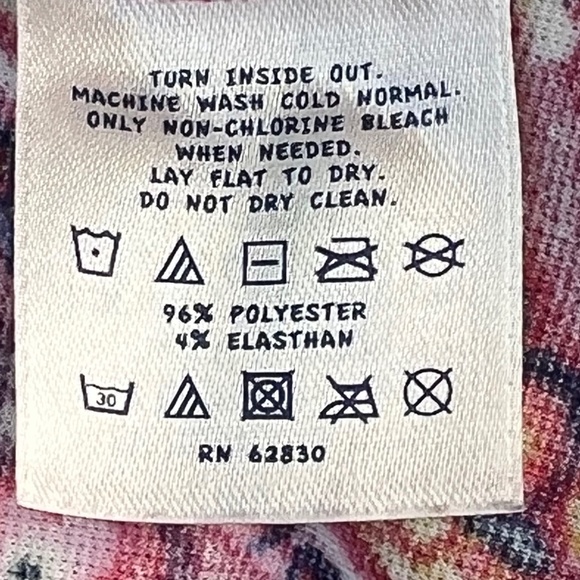 TURN INSIDE OUT.
MACHINE WASH COLD NORMAL.
ONLY NON-CHLORINE BLEACH
WHEN NEEDED.
LAY FLAT TO DRY.
DO NOT DRY CLEAN.
96% POLYESTER
4% ELASTHAN
30
RN 62830